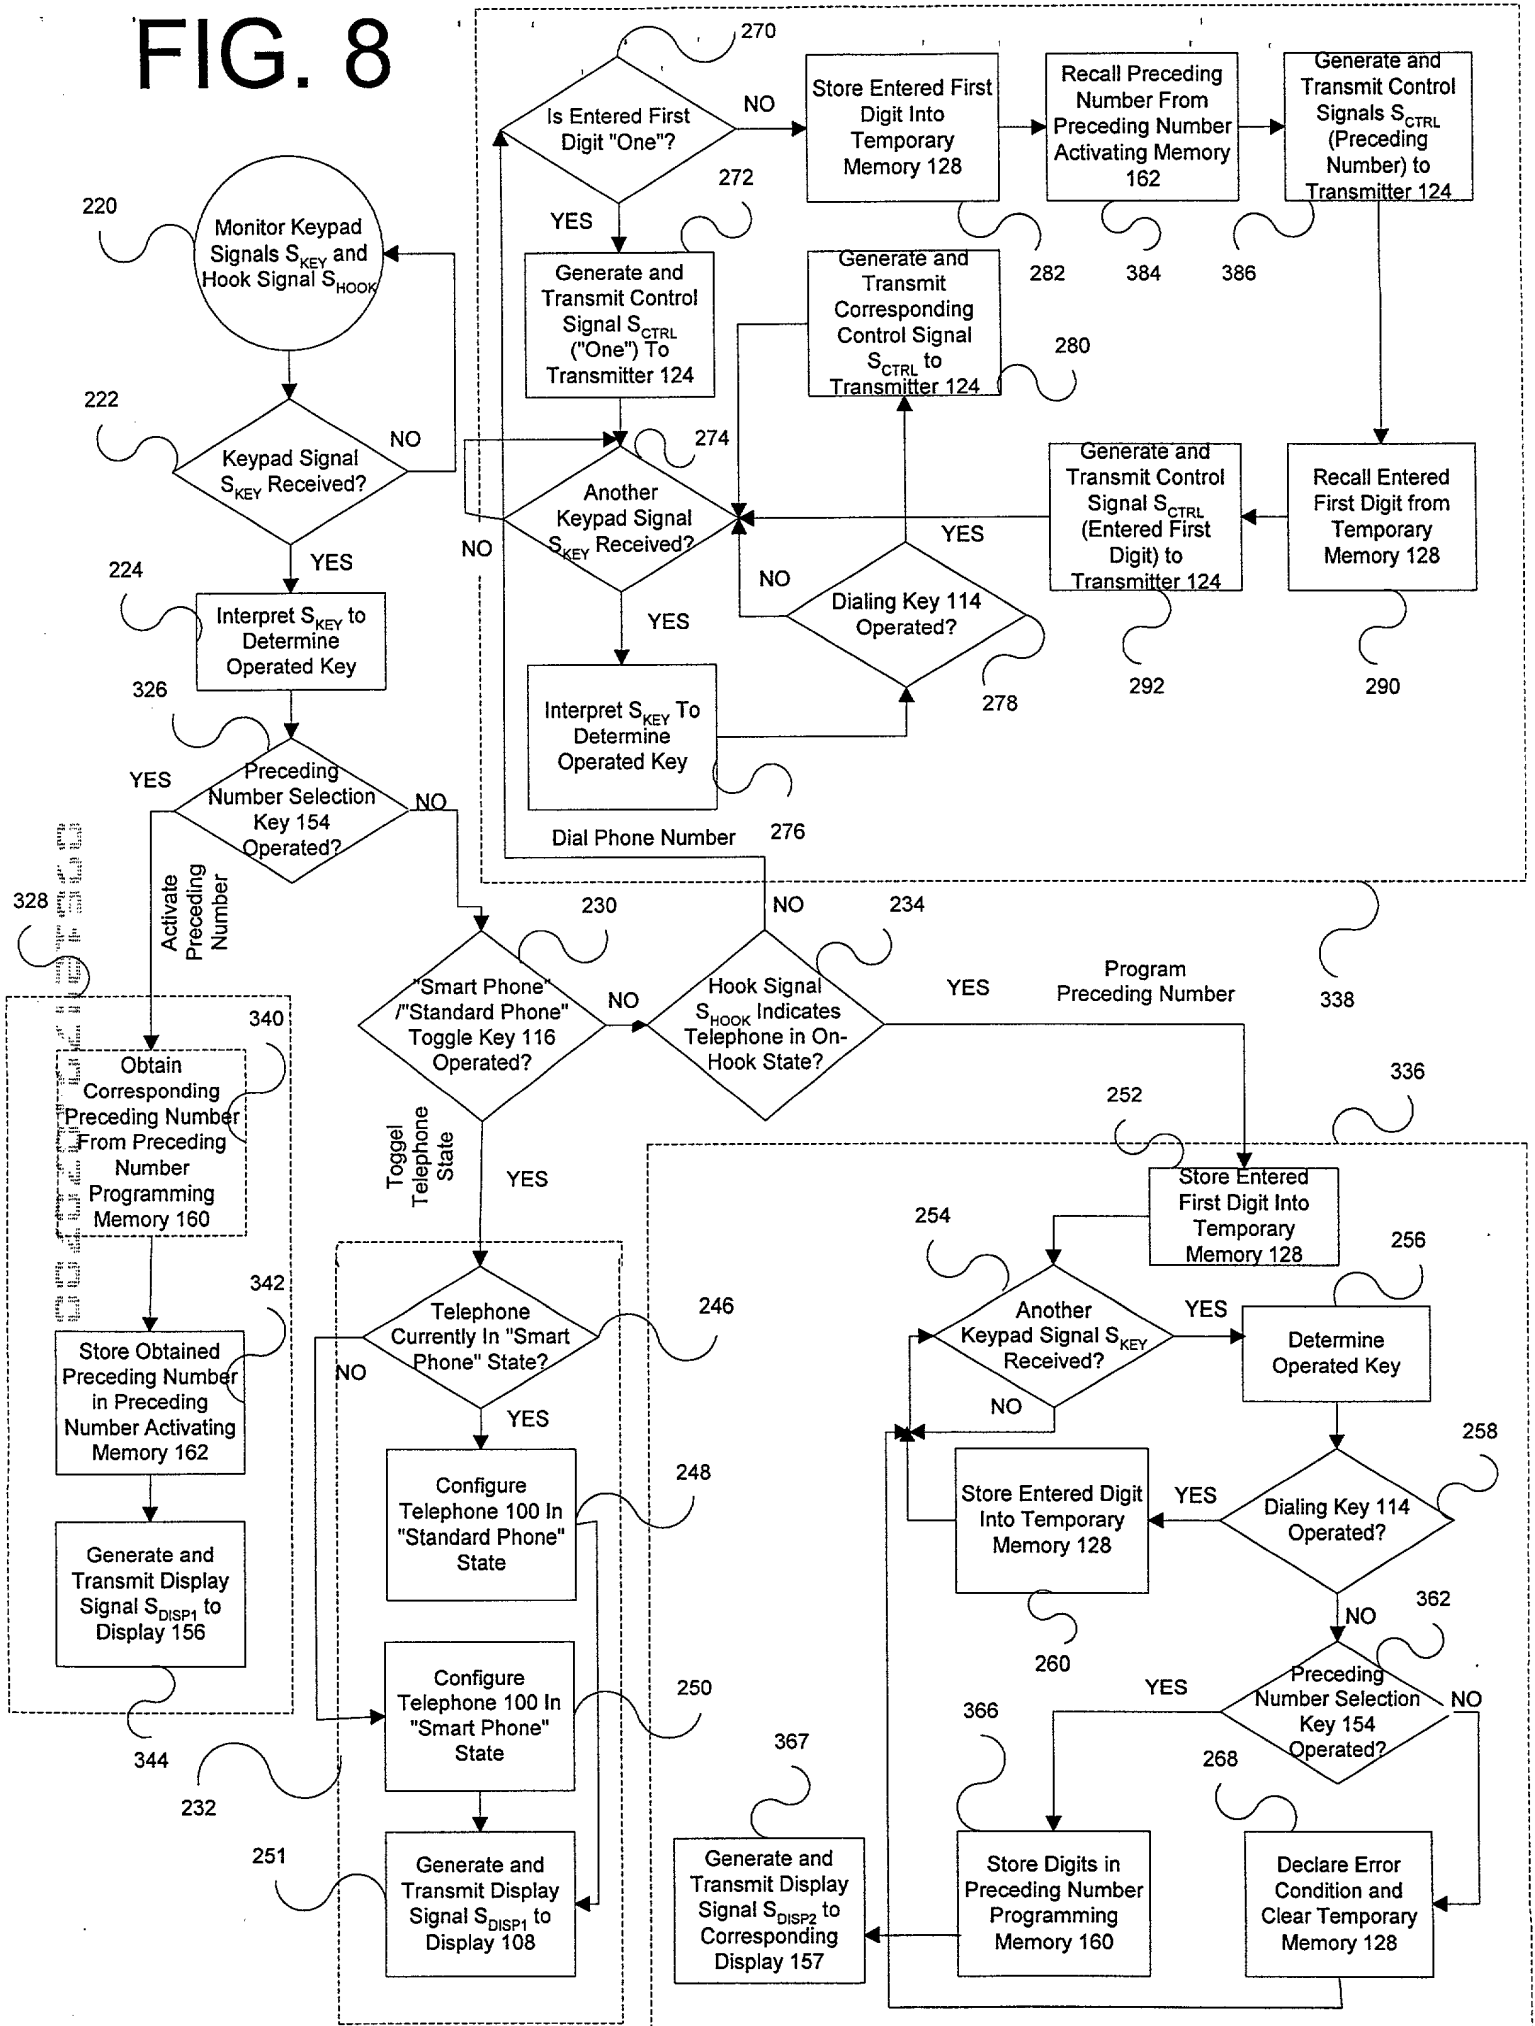 FIG. 8
270
Is Entered First
Digit "One"?
NO
YES
Store Entered First
Digit Into
Temporary
Memory 128
282
Recall Preceding
Number From
Preceding Number
Activating Memory
162
384
Generate and
Transmit Control
Signals SCTRL
(Preceding
Number) to
Transmitter 124
386
272
Generate and
Transmit Control
Signal SCTRL
("One") To
Transmitter 124
Generate and
Transmit
Corresponding
Control Signal
SCTRL to
Transmitter 124
280
220
Monitor Keypad
Signals SKEY and
Hook Signal SHOOK
222
Keypad Signal
SKEY Received?
NO
YES
274
Another
Keypad Signal
SKEY Received?
NO
YES
YES
NO
Dialing Key 114
Operated?
278
Generate and
Transmit Control
Signal SCTRL
(Entered First
Digit) to
Transmitter 124
292
Recall Entered
First Digit from
Temporary
Memory 128
290
224
Interpret SKEY to
Determine
Operated Key
Interpret SKEY To
Determine
Operated Key
276
Dial Phone Number
326
Preceding
Number Selection
Key 154
Operated?
YES
NO
Activate
Preceding
Number
328
230
"Smart Phone"
/"Standard Phone"
Toggle Key 116
Operated?
NO
YES
Toggel
Telephone
State
NO
234
Hook Signal
SHOOK Indicates
Telephone in On-
Hook State?
YES
Program
Preceding Number
338
340
Obtain
Corresponding
Preceding Number
From Preceding
Number
Programming
Memory 160
342
Store Obtained
Preceding Number
in Preceding
Number Activating
Memory 162
Generate and
Transmit Display
Signal SDISP1 to
Display 156
344
Telephone
Currently In "Smart
Phone" State?
246
NO
YES
Configure
Telephone 100 In
"Standard Phone"
State
248
Configure
Telephone 100 In
"Smart Phone"
State
250
232
251
Generate and
Transmit Display
Signal SDISP1 to
Display 108
336
252
Store Entered
First Digit Into
Temporary
Memory 128
254
Another
Keypad Signal SKEY
Received?
YES
NO
256
Determine
Operated Key
258
Dialing Key 114
Operated?
YES
NO
Store Entered Digit
Into Temporary
Memory 128
260
362
Preceding
Number Selection
Key 154
Operated?
YES
NO
366
Store Digits in
Preceding Number
Programming
Memory 160
367
Generate and
Transmit Display
Signal SDISP2 to
Corresponding
Display 157
268
Declare Error
Condition and
Clear Temporary
Memory 128